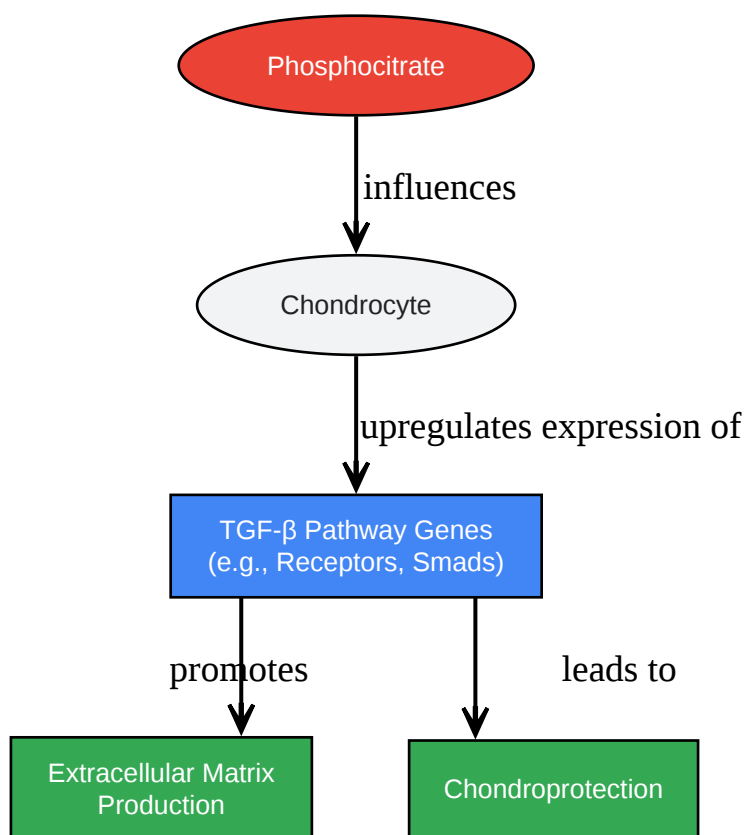 Phosphocitrate
influences
Chondrocyte
upregulates expression of
TGF-β Pathway Genes
(e.g., Receptors, Smads)
promotes
leads to
Extracellular Matrix
Production
Chondroprotection